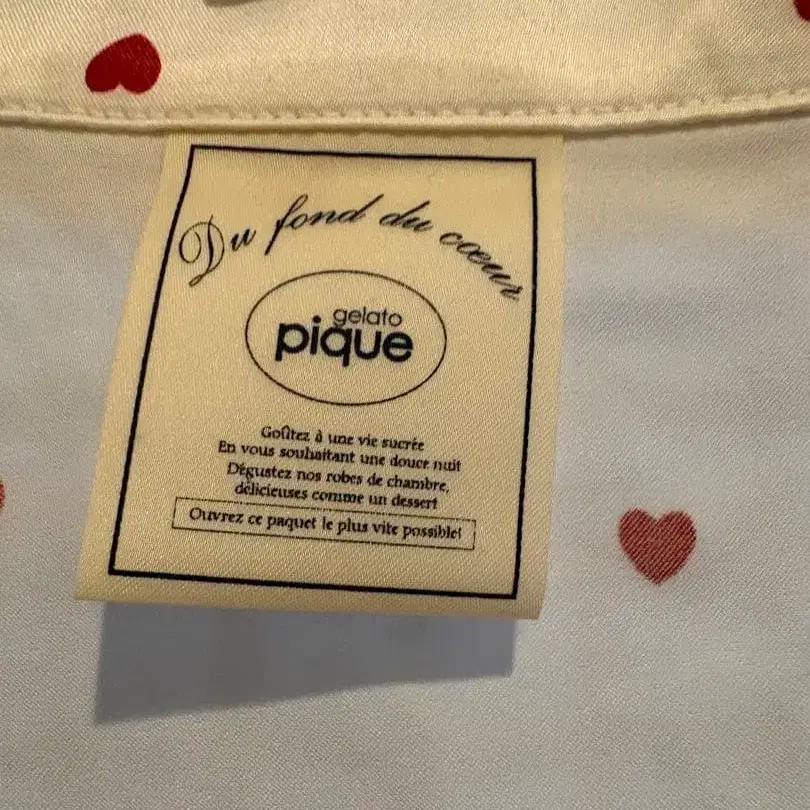 Du fond du cœur
gelato
pique
Goûtez à une vie sucrée
En vous souhaitant une douce nuit
Dégustez nos robes de chambre,
délicieuses comme un dessert
Ouvrez ce paquet le plus vite possible!